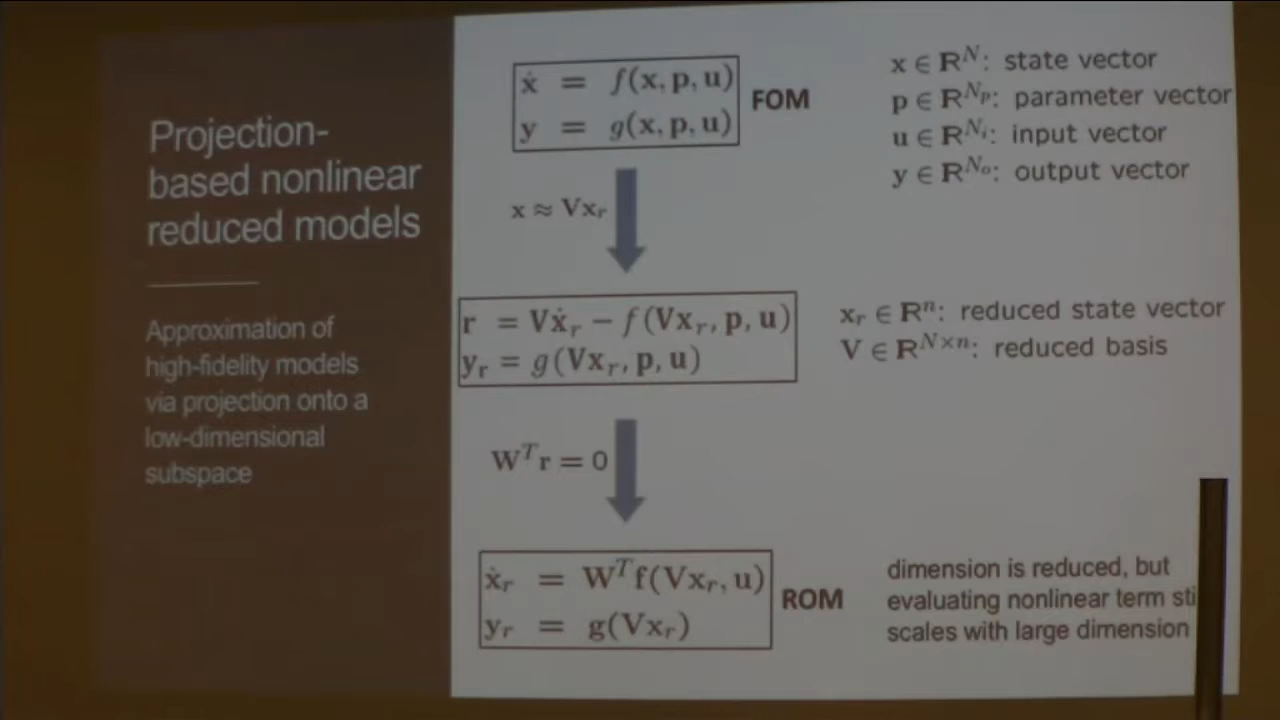 Projection-
based nonlinear
reduced models
Approximation of
high-fidelity models
via projection onto a
low-dimensional
subspace
ẋ = f(x, p, u)
y = g(x, p, u)
FOM
x ∈ R^N: state vector
p ∈ R^{N_p}: parameter vector
u ∈ R^{N_i}: input vector
y ∈ R^{N_o}: output vector
x ≈ Vx_r
r = Vẋ_r − f(Vx_r, p, u)
y_r = g(Vx_r, p, u)
x_r ∈ R^n: reduced state vector
V ∈ R^{N×n}: reduced basis
W^T r = 0
ẋ_r = W^T f(Vx_r, u)
y_r = g(Vx_r)
ROM
dimension is reduced, but
evaluating nonlinear term sti
scales with large dimension